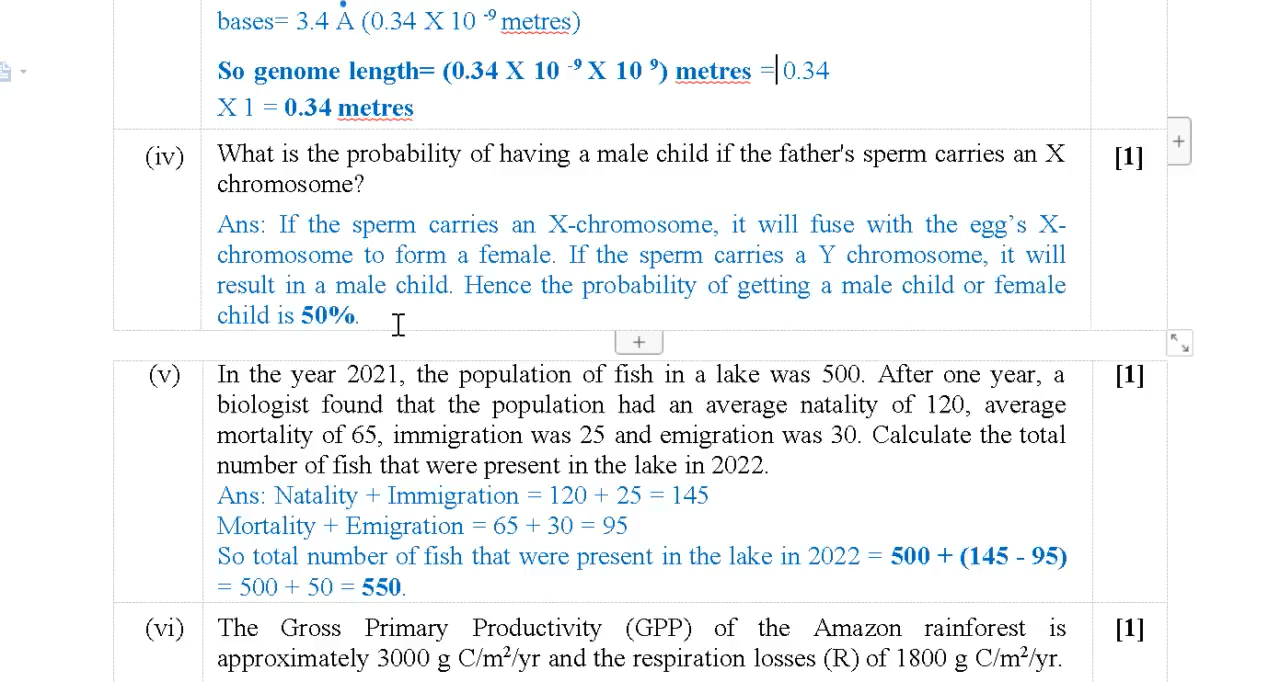 bases= 3.4 Å (0.34 X 10 ⁻⁹ metres)
So genome length= (0.34 X 10 ⁻⁹ X 10 ⁹) metres = 0.34
X 1 = 0.34 metres
(iv) What is the probability of having a male child if the father's sperm carries an X [1]
chromosome?
Ans: If the sperm carries an X-chromosome, it will fuse with the egg’s X-
chromosome to form a female. If the sperm carries a Y chromosome, it will
result in a male child. Hence the probability of getting a male child or female
child is 50%.
(v) In the year 2021, the population of fish in a lake was 500. After one year, a [1]
biologist found that the population had an average natality of 120, average
mortality of 65, immigration was 25 and emigration was 30. Calculate the total
number of fish that were present in the lake in 2022.
Ans: Natality + Immigration = 120 + 25 = 145
Mortality + Emigration = 65 + 30 = 95
So total number of fish that were present in the lake in 2022 = 500 + (145 - 95)
= 500 + 50 = 550.
(vi) The Gross Primary Productivity (GPP) of the Amazon rainforest is [1]
approximately 3000 g C/m²/yr and the respiration losses (R) of 1800 g C/m²/yr.